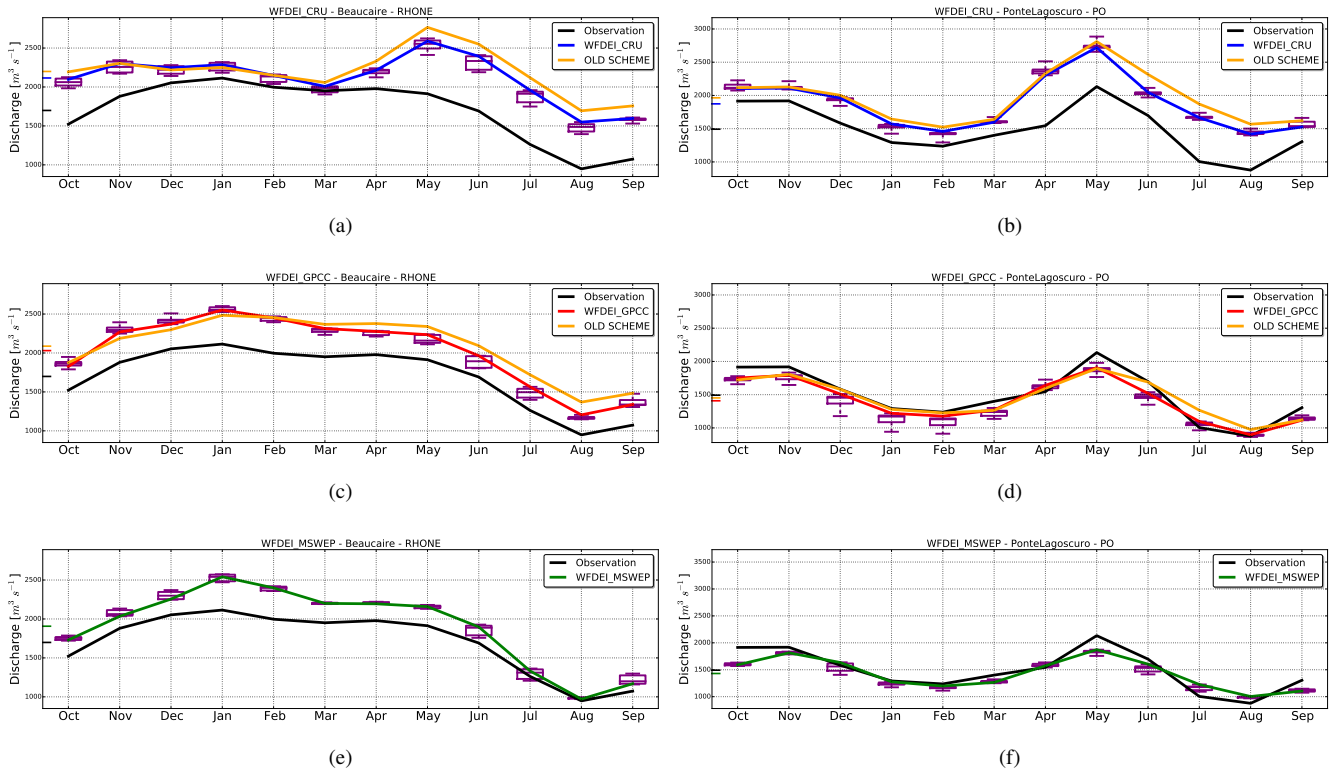 WFDEI_CRU - Beaucaire - RHONE
Discharge [m³ s⁻¹]
2500
2000
1500
1000
Observation
WFDEI_CRU
OLD SCHEME
Oct Nov Dec Jan Feb Mar Apr May Jun Jul Aug Sep
(a)
WFDEI_CRU - PonteLagoscuro - PO
Discharge [m³ s⁻¹]
3000
2500
2000
1500
1000
Observation
WFDEI_CRU
OLD SCHEME
Oct Nov Dec Jan Feb Mar Apr May Jun Jul Aug Sep
(b)
WFDEI_GPCC - Beaucaire - RHONE
Discharge [m³ s⁻¹]
2500
2000
1500
1000
Observation
WFDEI_GPCC
OLD SCHEME
Oct Nov Dec Jan Feb Mar Apr May Jun Jul Aug Sep
(c)
WFDEI_GPCC - PonteLagoscuro - PO
Discharge [m³ s⁻¹]
3000
2500
2000
1500
1000
Observation
WFDEI_GPCC
OLD SCHEME
Oct Nov Dec Jan Feb Mar Apr May Jun Jul Aug Sep
(d)
WFDEI_MSWEP - Beaucaire - RHONE
Discharge [m³ s⁻¹]
2500
2000
1500
1000
Observation
WFDEI_MSWEP
Oct Nov Dec Jan Feb Mar Apr May Jun Jul Aug Sep
(e)
WFDEI_MSWEP - PonteLagoscuro - PO
Discharge [m³ s⁻¹]
3500
3000
2500
2000
1500
1000
Observation
WFDEI_MSWEP
Oct Nov Dec Jan Feb Mar Apr May Jun Jul Aug Sep
(f)